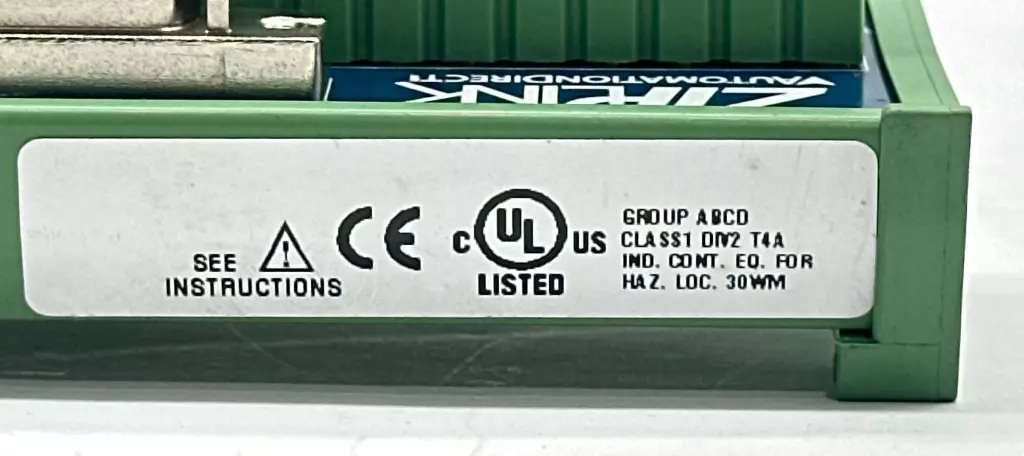 ZIPLINK
AUTOMATIONDIRECT
SEE
INSTRUCTIONS
CE
C UL US
LISTED
GROUP ABCD
CLASS1 DIV2 T4A
IND. CONT. EQ. FOR
HAZ. LOC. 30WM